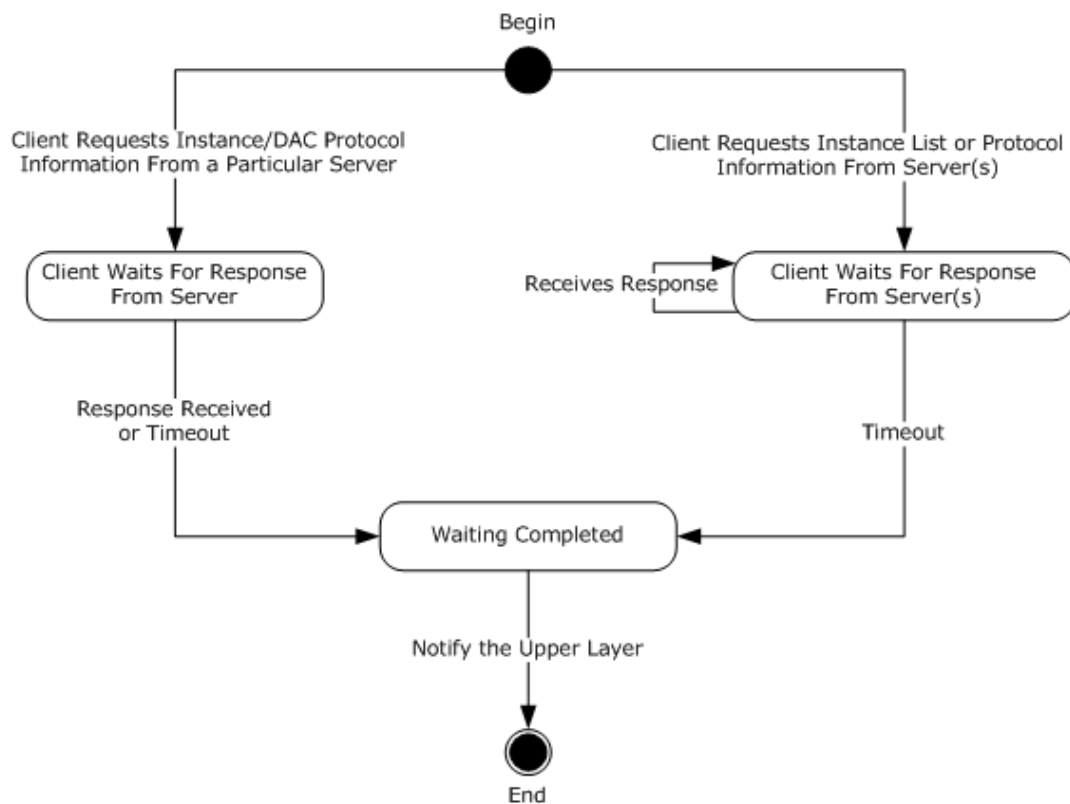 Begin
Client Requests Instance/DAC Protocol
Information From a Particular Server
Client Requests Instance List or Protocol
Information From Server(s)
Client Waits For Response
From Server
Receives Response
Client Waits For Response
From Server(s)
Response Received
or Timeout
Timeout
Waiting Completed
Notify the Upper Layer
End